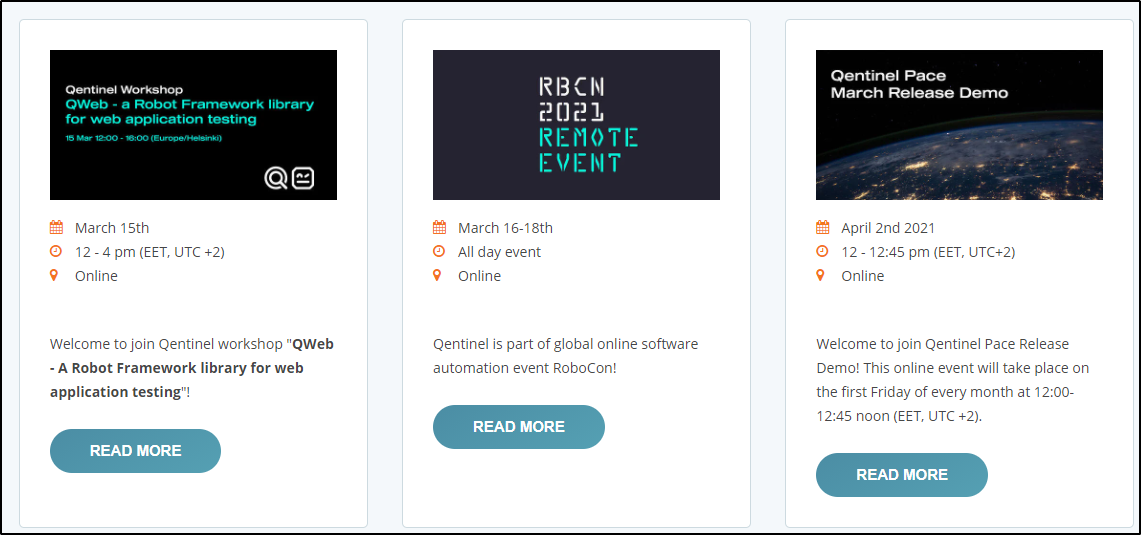 Qentinel Workshop
QWeb - a Robot Framework library
for web application testing
15 Mar 12:00 - 16:00 (Europe/Helsinki)
March 15th
12 - 4 pm (EET, UTC +2)
Online
Welcome to join Qentinel workshop "QWeb
- A Robot Framework library for web
application testing"!
READ MORE
RBCN
2021
REMOTE
EVENT
March 16-18th
All day event
Online
Qentinel is part of global online software
automation event RoboCon!
READ MORE
Qentinel Pace
March Release Demo
April 2nd 2021
12 - 12:45 pm (EET, UTC+2)
Online
Welcome to join Qentinel Pace Release
Demo! This online event will take place on
the first Friday of every month at 12:00-
12:45 noon (EET, UTC +2).
READ MORE